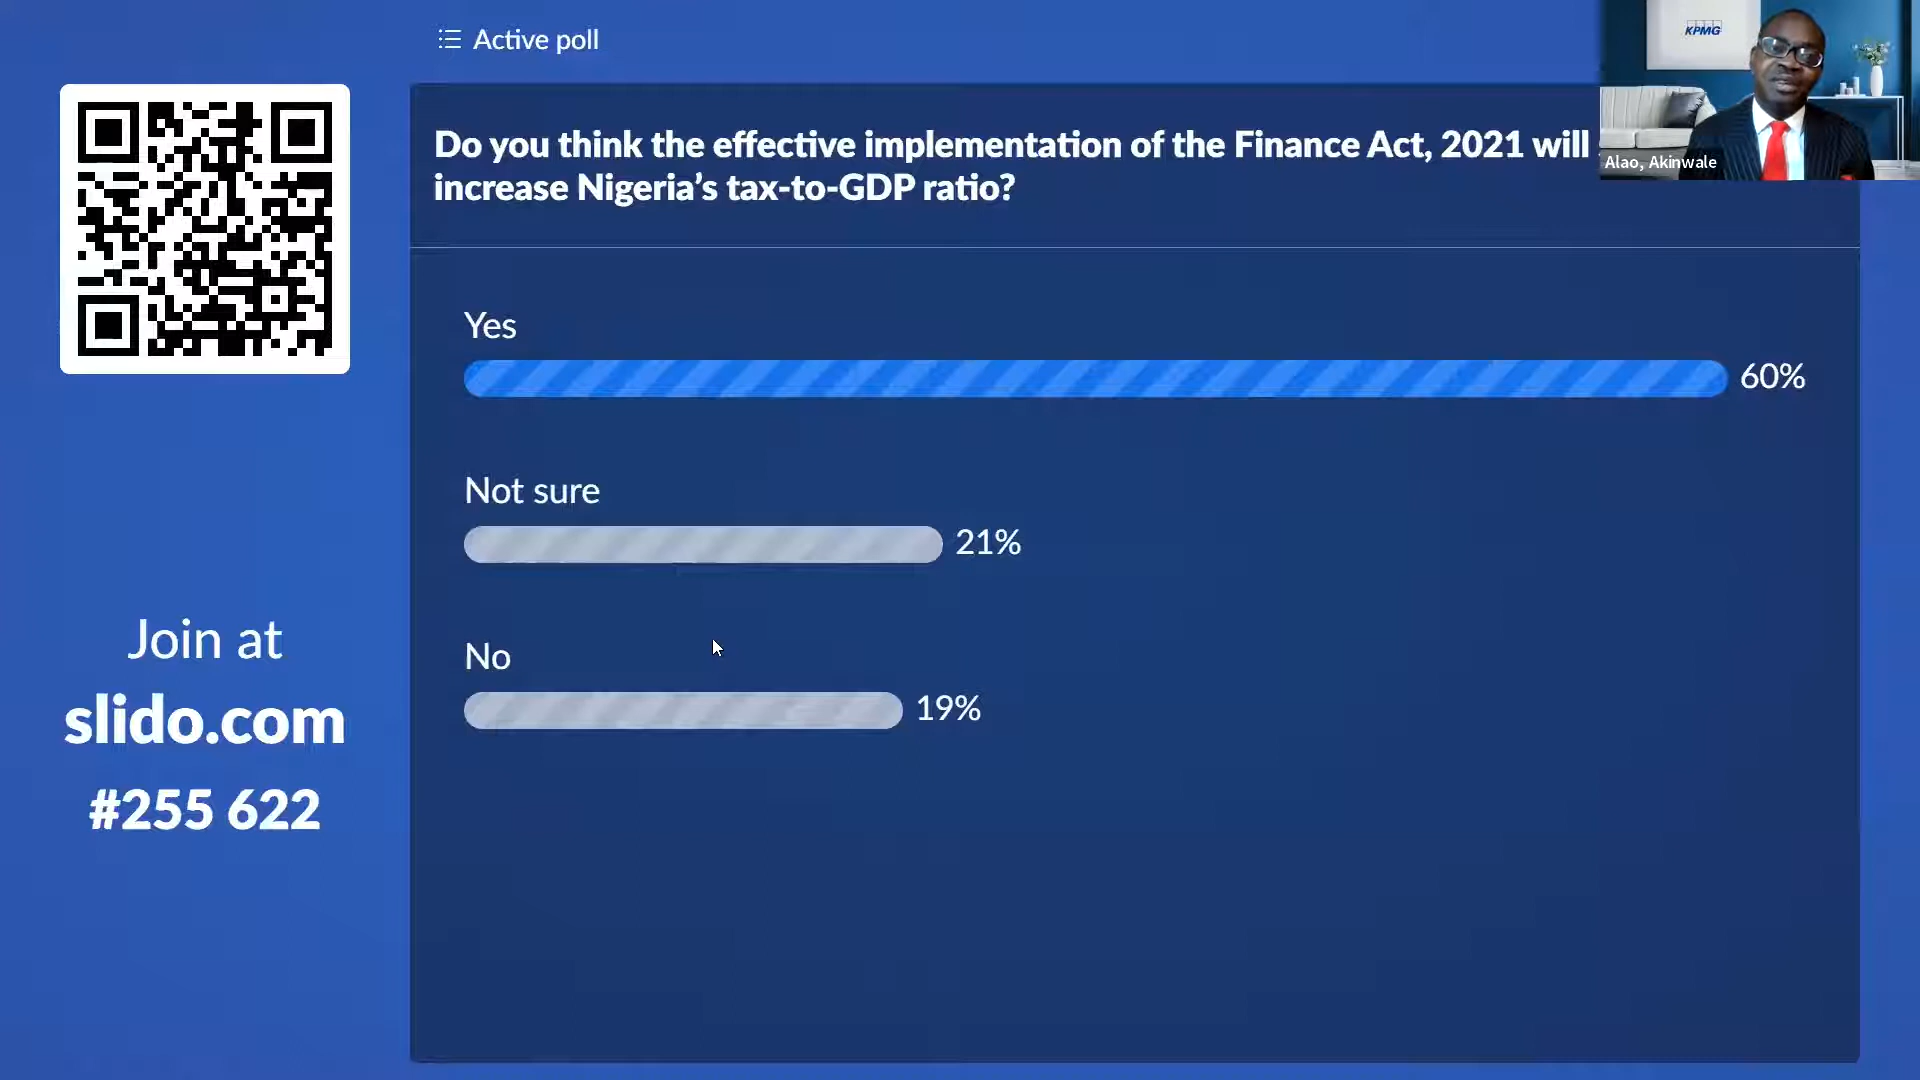 Active poll
KPMG
Do you think the effective implementation of the Finance Act, 2021 will
increase Nigeria's tax-to-GDP ratio?
Alao, Akinwale
Yes
60%
Not sure
21%
No
19%
Join at
slido.com
#255 622